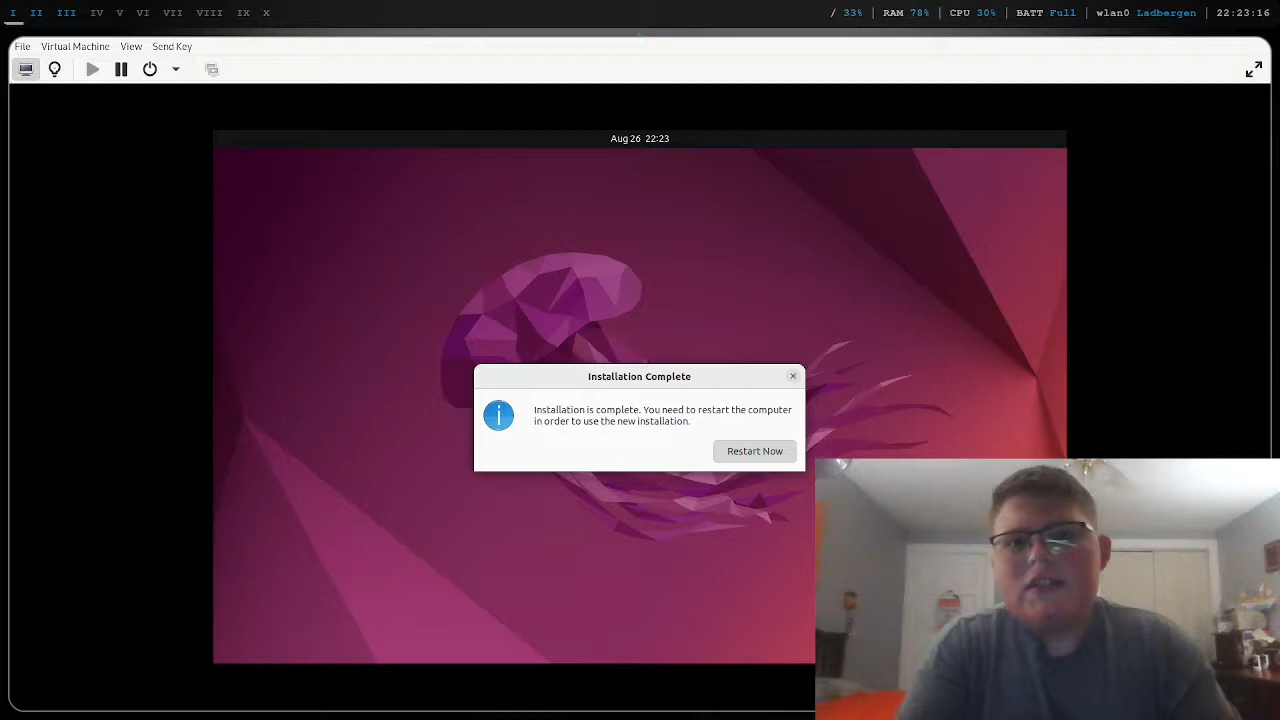 I II III IV V VI VII VIII IX X / 33% | RAM 78% | CPU 30% | BATT Full | wlan0 Ladbergen | 22:23:16
File Virtual Machine View Send Key
Aug 26 22:23
Installation Complete
Installation is complete. You need to restart the computer
in order to use the new installation.
Restart Now